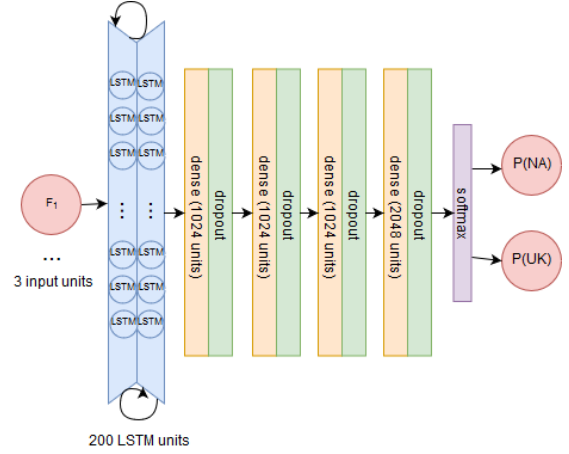 LSTM LSTM
LSTM LSTM
LSTM LSTM
... ...
LSTM LSTM
LSTM LSTM
LSTM LSTM
F1
...
3 input units
200 LSTM units
dense (1024 units)
dropout
dense (1024 units)
dropout
dense (1024 units)
dropout
dense (2048 units)
dropout
softmax
P(NA)
P(UK)